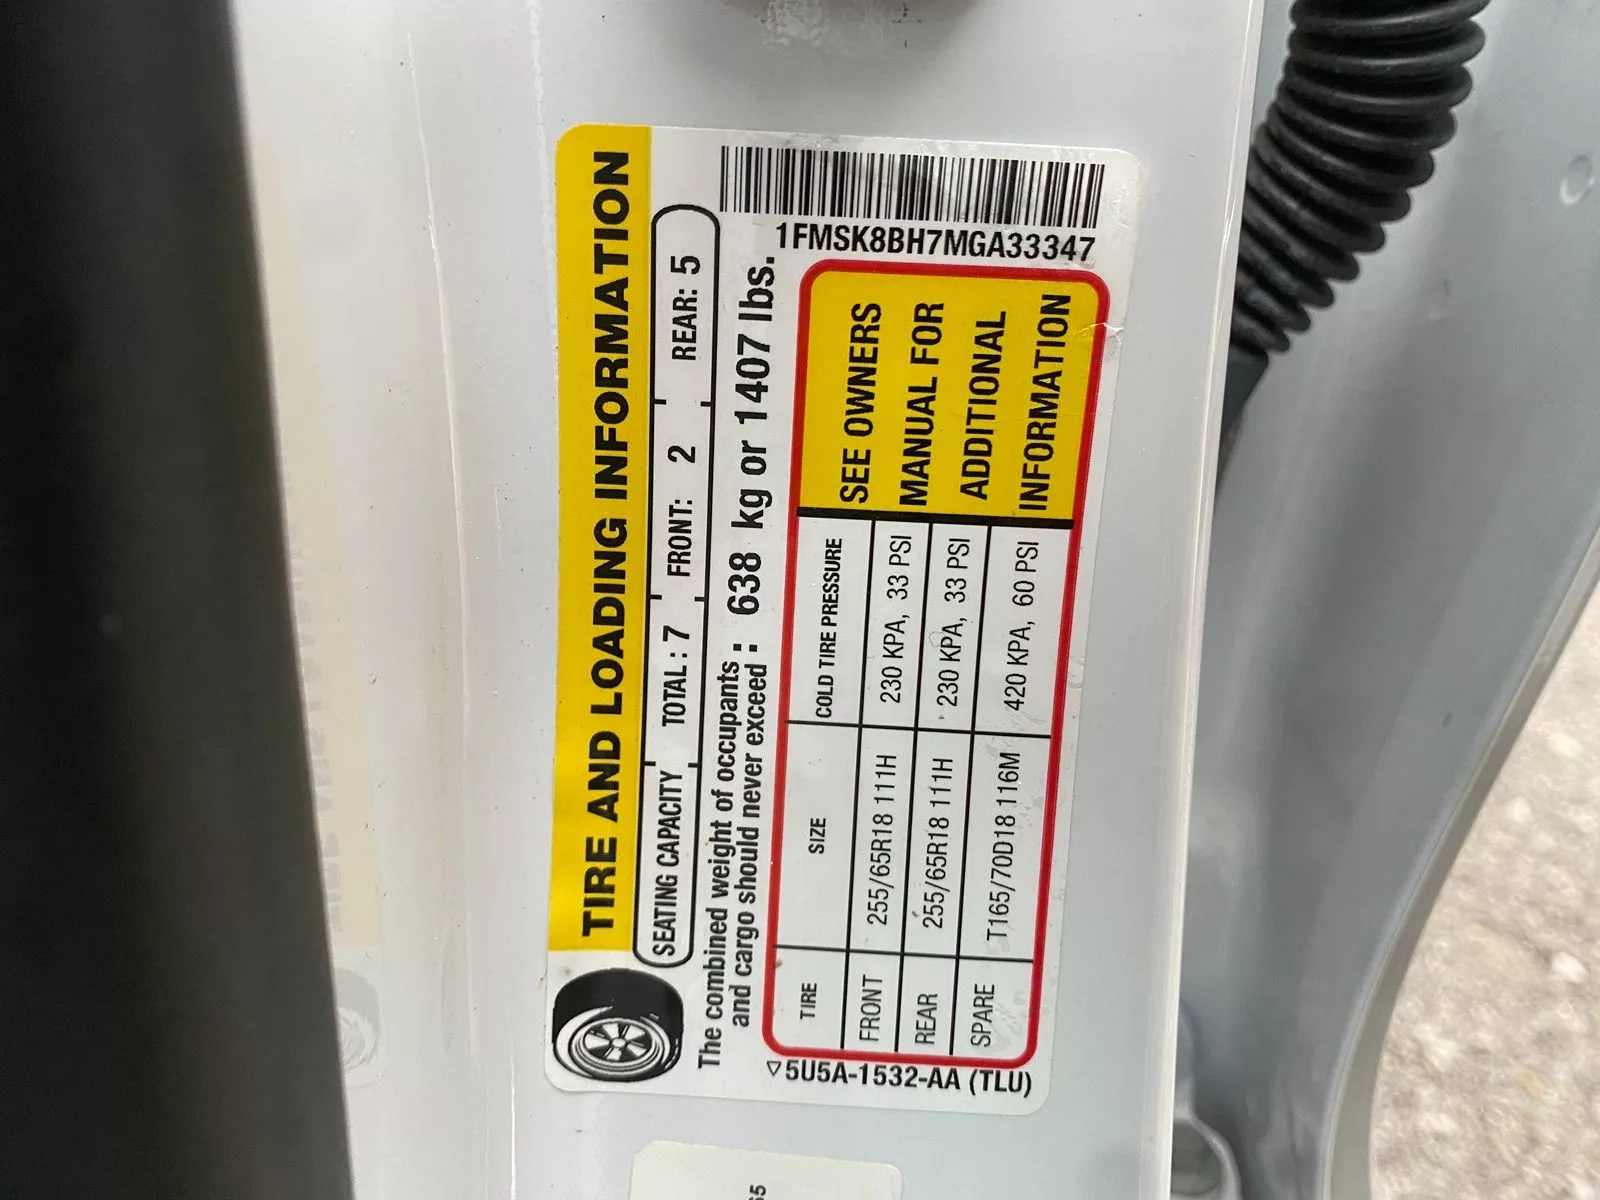 TIRE AND LOADING INFORMATION
SEATING CAPACITY TOTAL : 7 FRONT: 2 REAR: 5
The combined weight of occupants : 638 kg or 1407 lbs.
and cargo should never exceed :
1FMSK8BH7MGA33347
TIRE SIZE COLD TIRE PRESSURE
FRONT 255/65R18 111H 230 KPA, 33 PSI
REAR 255/65R18 111H 230 KPA, 33 PSI
SPARE T165/70D18 116M 420 KPA, 60 PSI
SEE OWNERS
MANUAL FOR
ADDITIONAL
INFORMATION
5U5A-1532-AA (TLU)